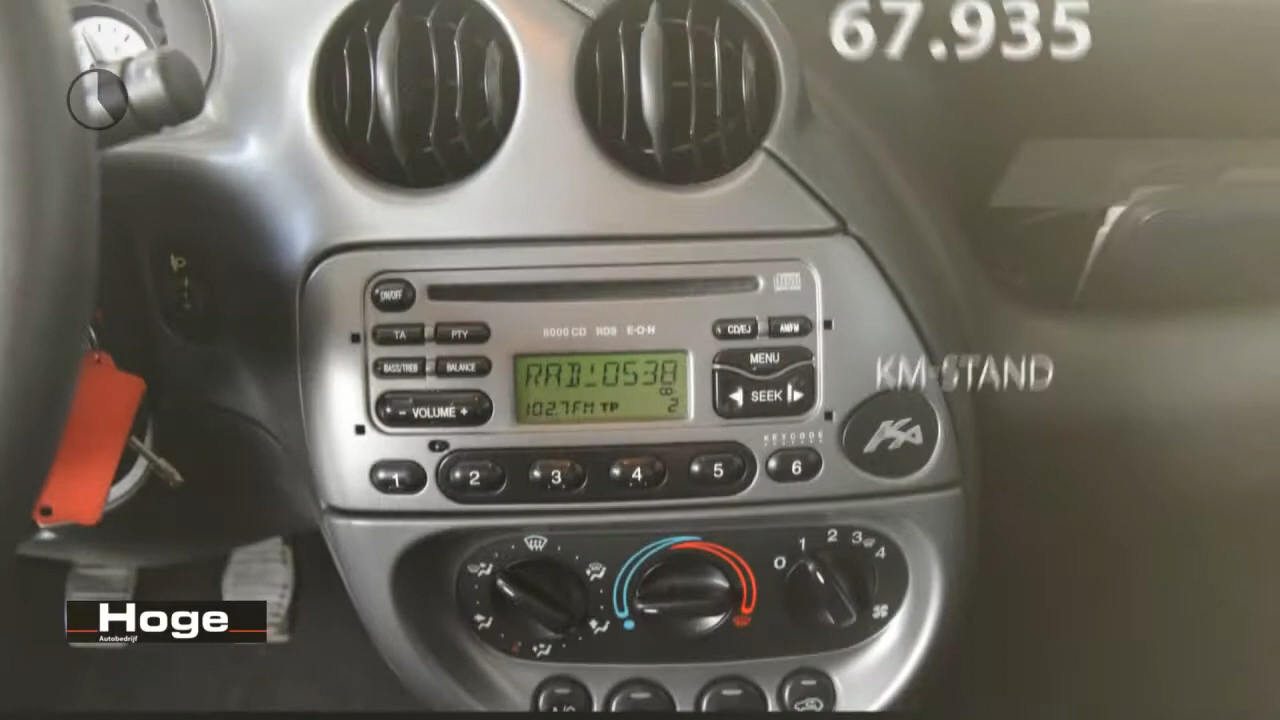 67.935
ON/OFF
TA
PTY
6000 CD RDS E·O·N
CD/EJ
AM/FM
BASS/TREB
BALANCE
MENU
RAD!0538
102.7FM TP 2
- VOLUME +
SEEK
KM-STAND
KEYCODE
1 2 3 4 5 6
Ka
0 1 2 3 4
Hoge
Autobedrijf
A/C